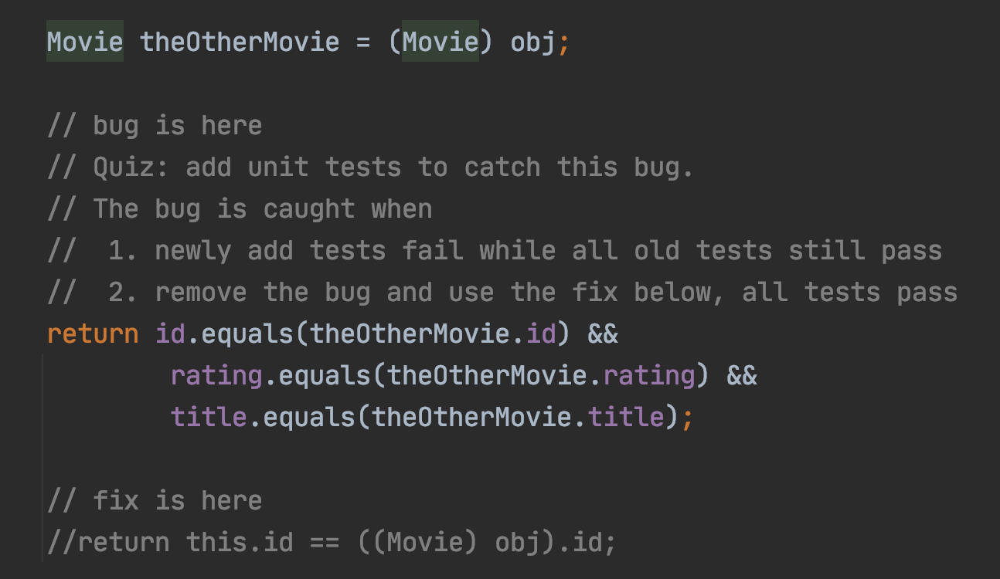 Movie theOtherMovie = (Movie) obj;
// bug is here
// Quiz: add unit tests to catch this bug.
// The bug is caught when
//  1. newly add tests fail while all old tests still pass
//  2. remove the bug and use the fix below, all tests pass
return id.equals(theOtherMovie.id) &&
rating.equals(theOtherMovie.rating) &&
title.equals(theOtherMovie.title);
// fix is here
//return this.id == ((Movie) obj).id;